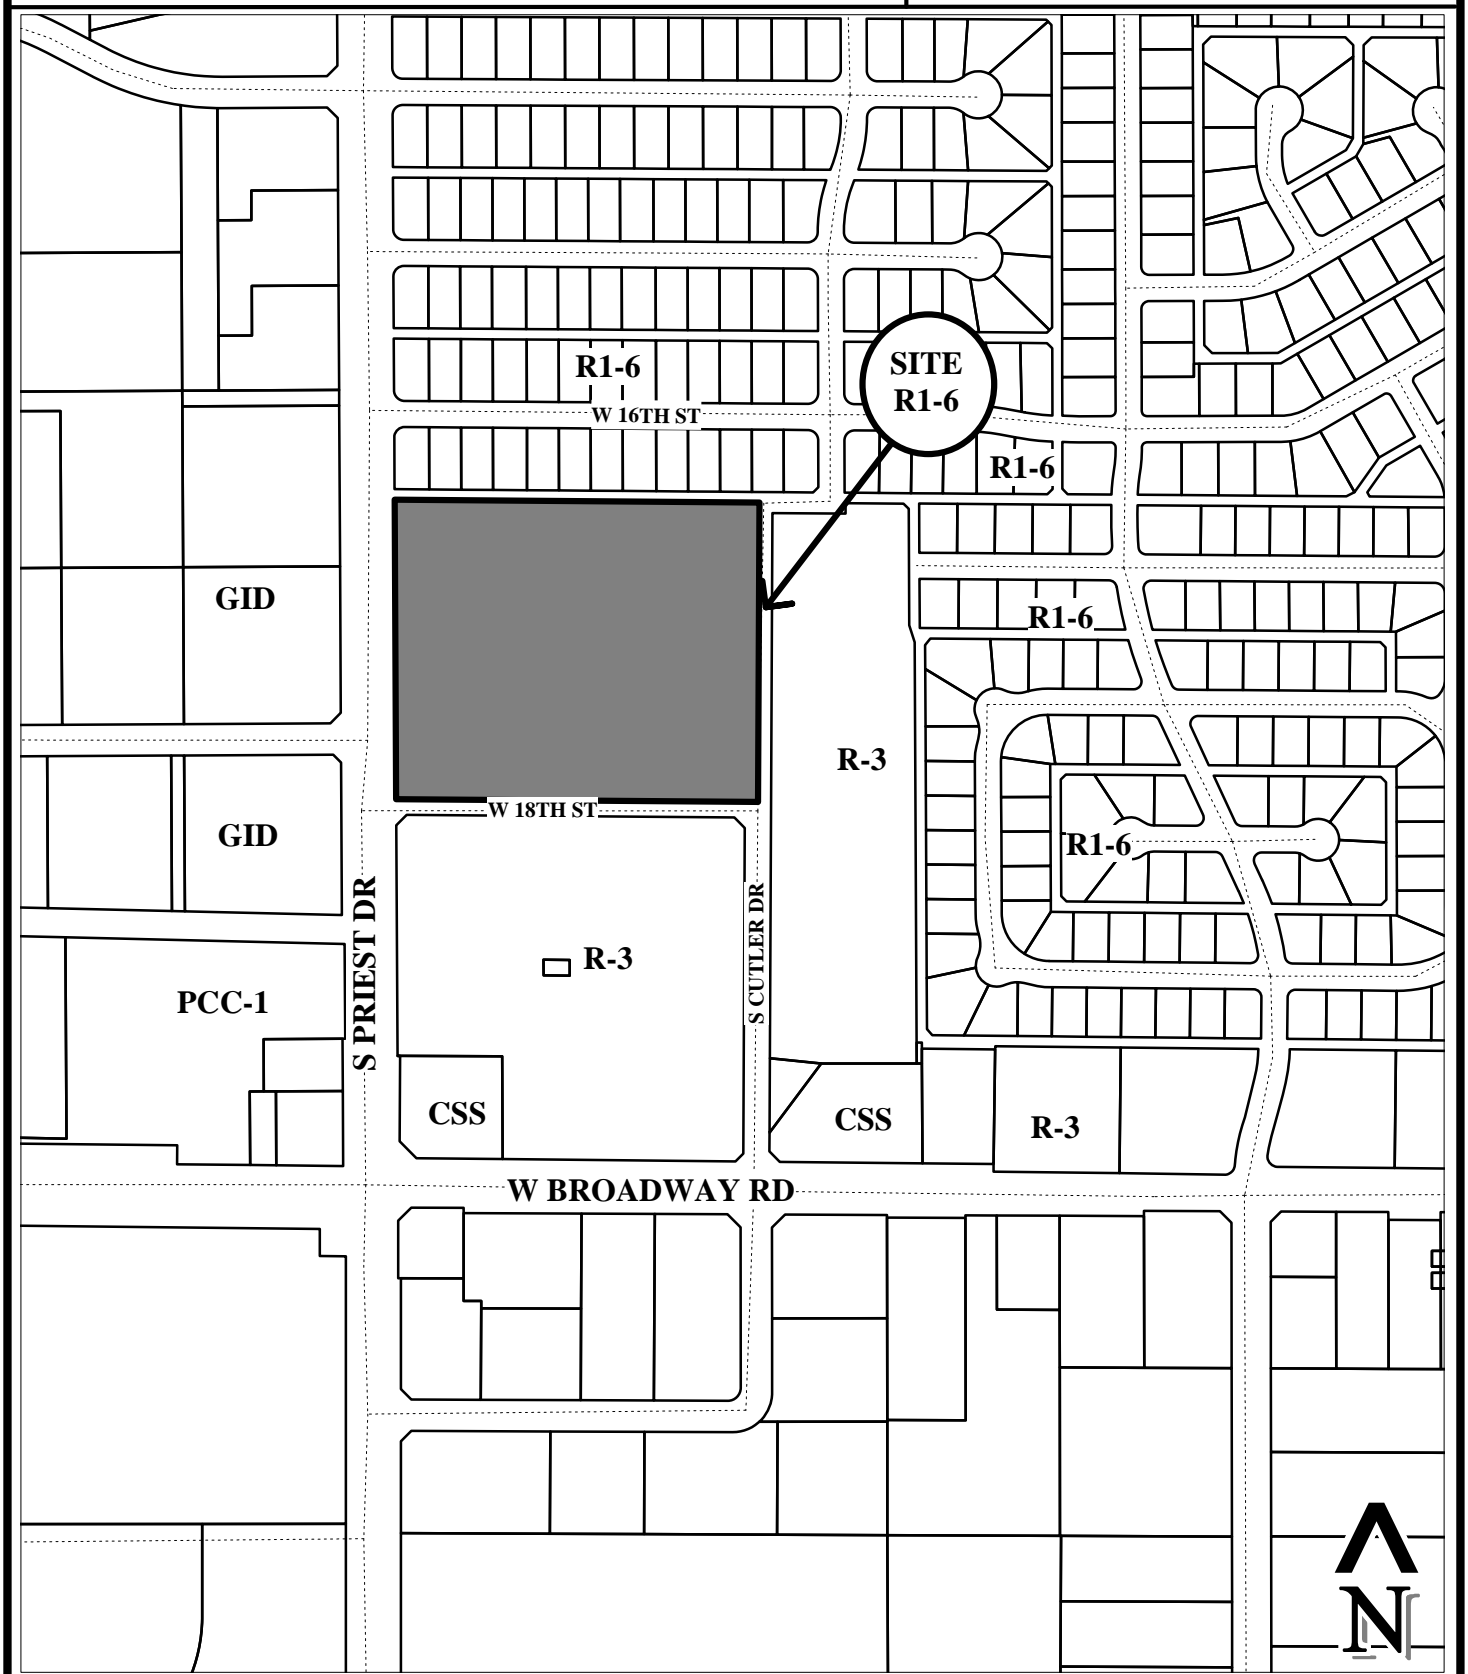 SITE
R1-6
R1-6
W 16TH ST
R1-6
GID
R1-6
R-3
W 18TH ST
GID
R1-6
S PRIEST DR
S CUTLER DR
R-3
PCC-1
CSS
CSS
R-3
W BROADWAY RD
N